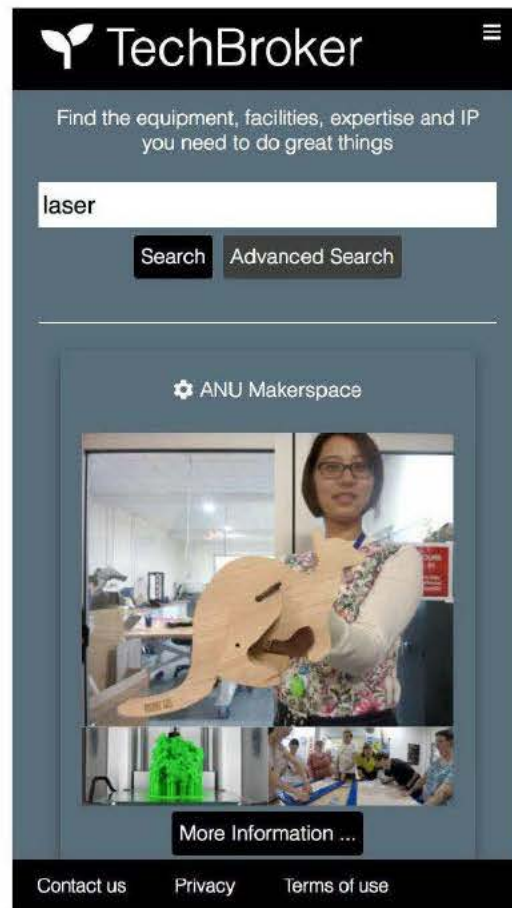 TechBroker
Find the equipment, facilities, expertise and IP
you need to do great things
laser
Search Advanced Search
ANU Makerspace
More Information ...
Contact us Privacy Terms of use